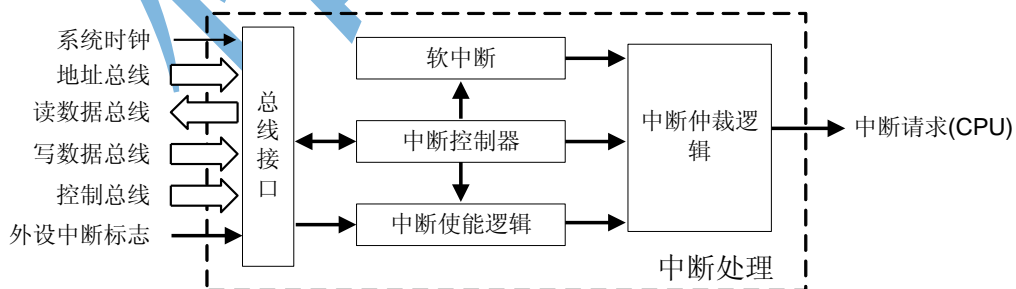 系统时钟
地址总线
读数据总线
写数据总线
控制总线
外设中断标志
总
线
接
口
软中断
中断控制器
中断使能逻辑
中断仲裁逻
辑
中断请求(CPU)
中断处理